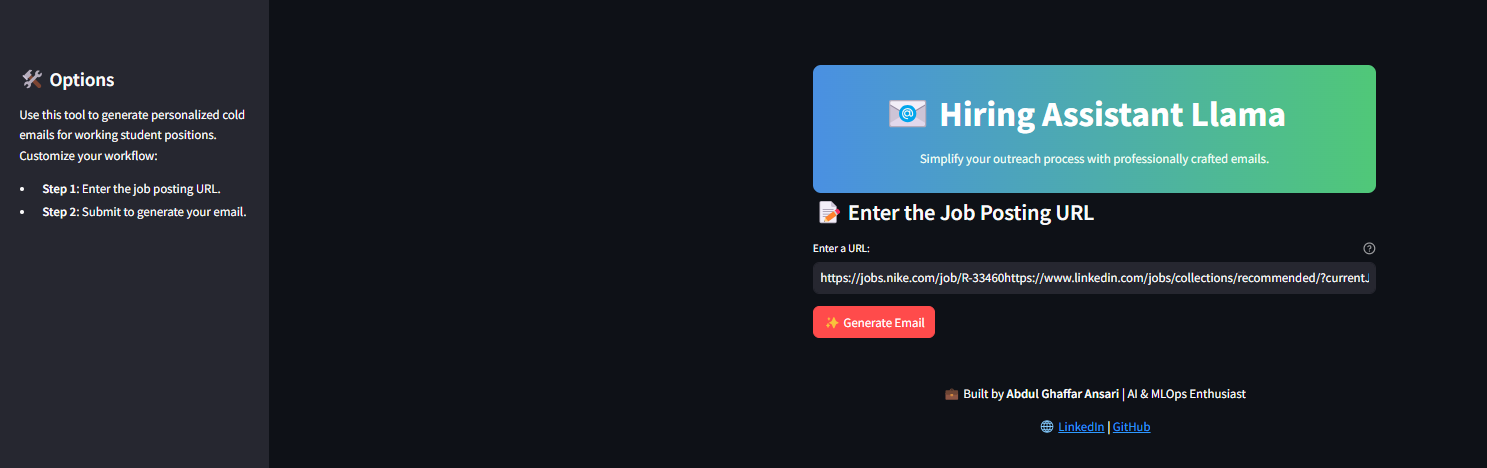 🛠️ Options
Use this tool to generate personalized cold
emails for working student positions.
Customize your workflow:
• Step 1: Enter the job posting URL.
• Step 2: Submit to generate your email.
📧 Hiring Assistant Llama
Simplify your outreach process with professionally crafted emails.
📝 Enter the Job Posting URL
Enter a URL:
https://jobs.nike.com/job/R-33460https://www.linkedin.com/jobs/collections/recommended/?current
✨ Generate Email
💼 Built by Abdul Ghaffar Ansari | AI & MLOps Enthusiast
🌐 LinkedIn | GitHub